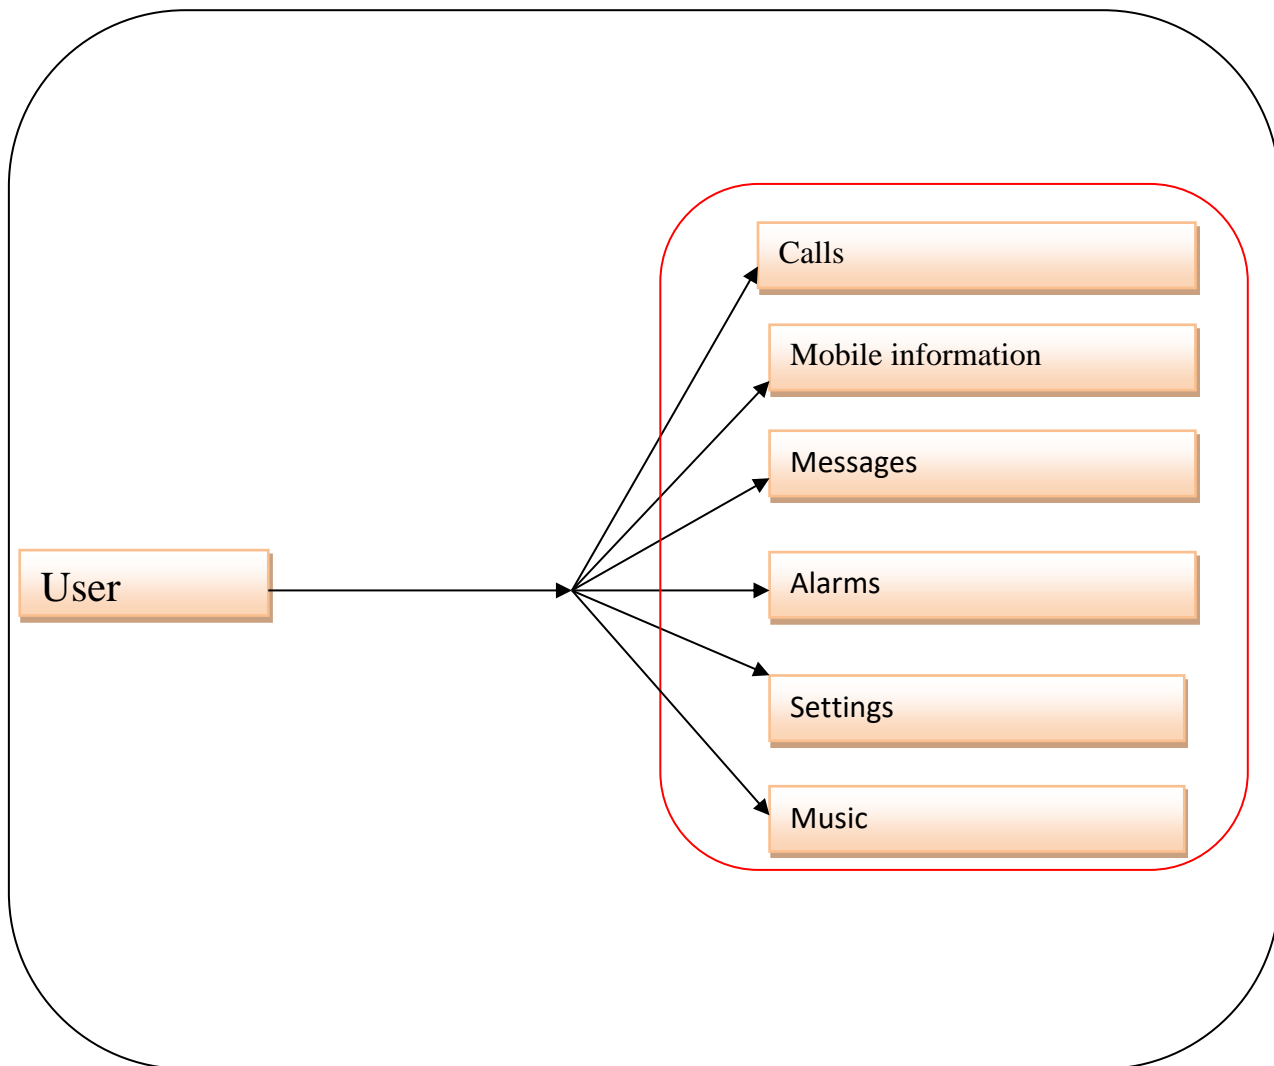 Calls
Mobile information
Messages
User
Alarms
Settings
Music